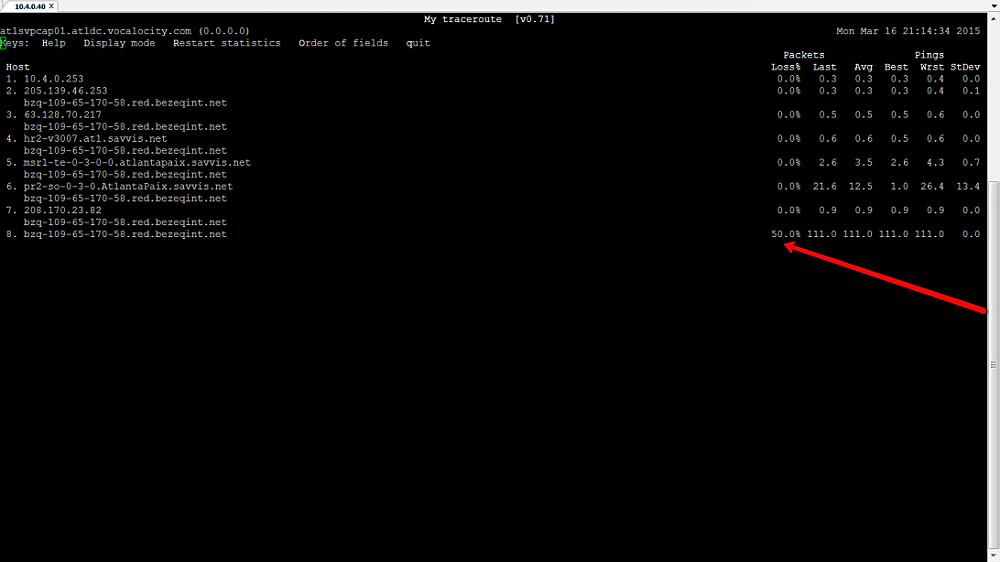 10.4.0.40 X
My traceroute [v0.71]
atlsvpcap01.atldc.vocalocity.com (0.0.0.0) Mon Mar 16 21:14:34 2015
Keys: Help Display mode Restart statistics Order of fields quit
Packets Pings
Host Loss% Last Avg Best Wrst StDev
1. 10.4.0.253 0.0% 0.3 0.3 0.3 0.4 0.0
2. 205.139.46.253 0.0% 0.3 0.3 0.3 0.4 0.1
bzq-109-65-170-58.red.bezeqint.net
3. 63.128.70.217 0.0% 0.5 0.5 0.5 0.6 0.0
bzq-109-65-170-58.red.bezeqint.net
4. hr2-v3007.at1.savvis.net 0.0% 0.6 0.6 0.5 0.6 0.0
bzq-109-65-170-58.red.bezeqint.net
5. msr1-te-0-3-0-0.atlantapaix.savvis.net 0.0% 2.6 3.5 2.6 4.3 0.7
bzq-109-65-170-58.red.bezeqint.net
6. pr2-so-0-3-0.AtlantaPaix.savvis.net 0.0% 21.6 12.5 1.0 26.4 13.4
bzq-109-65-170-58.red.bezeqint.net
7. 208.170.23.82 0.0% 0.9 0.9 0.9 0.9 0.0
bzq-109-65-170-58.red.bezeqint.net
8. bzq-109-65-170-58.red.bezeqint.net 50.0% 111.0 111.0 111.0 111.0 0.0